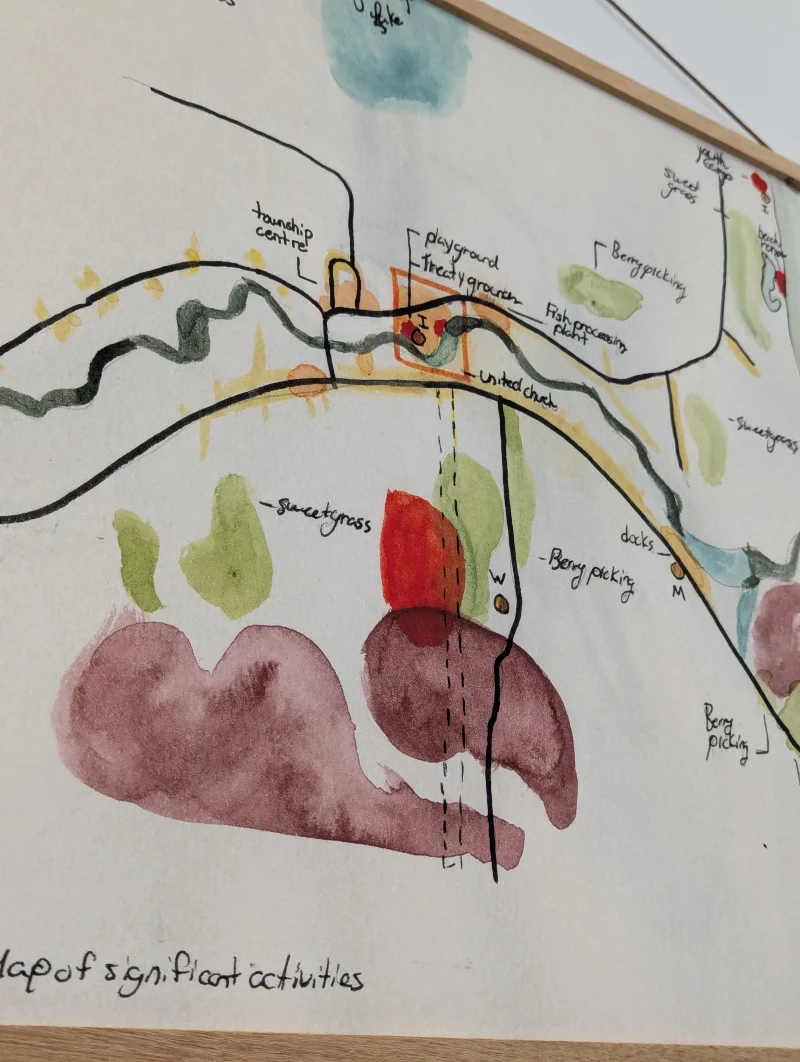 youth
camp
sweet
grass
I
township
centre
playground
Treaty grounds
Berry picking
Fish processing
plant
I
united church
sweetgrass
sweetgrass
docks
M
Berry picking
W
Berry
picking
Map of significant activities